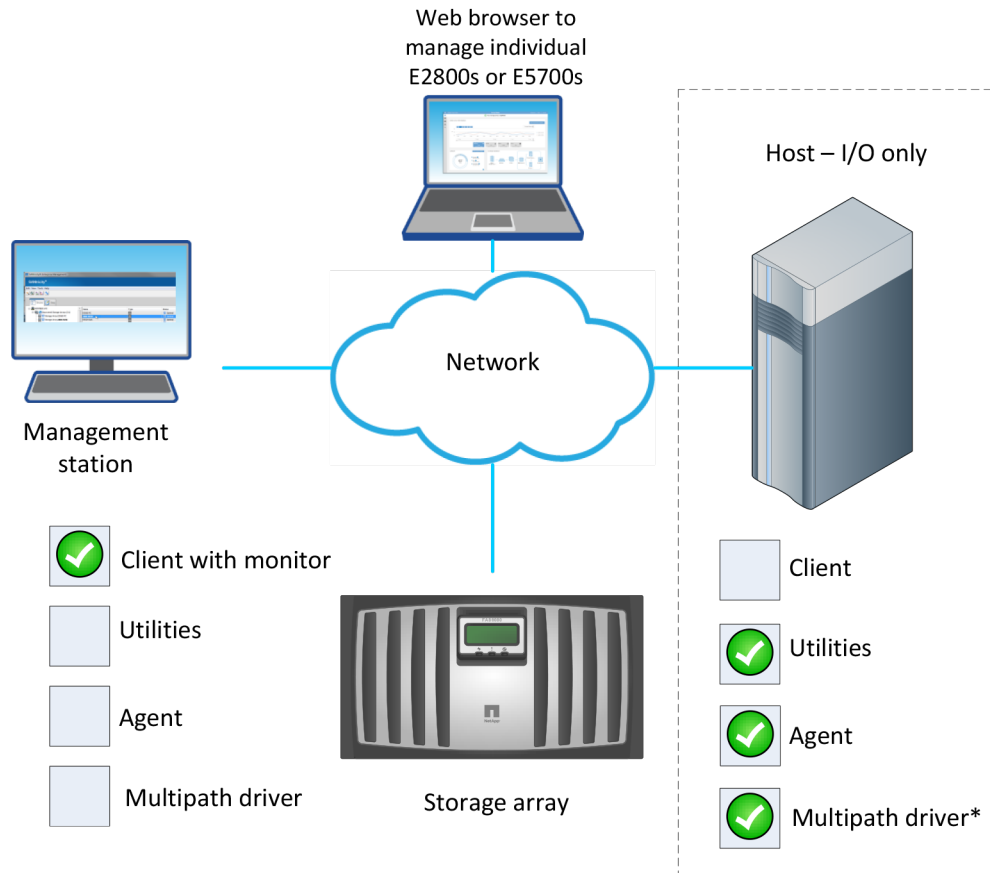 Web browser to
manage individual
E2800s or E5700s
Host – I/O only
Network
Management
station
Client with monitor
Utilities
Agent
Multipath driver
NetApp
Storage array
Client
Utilities
Agent
Multipath driver*